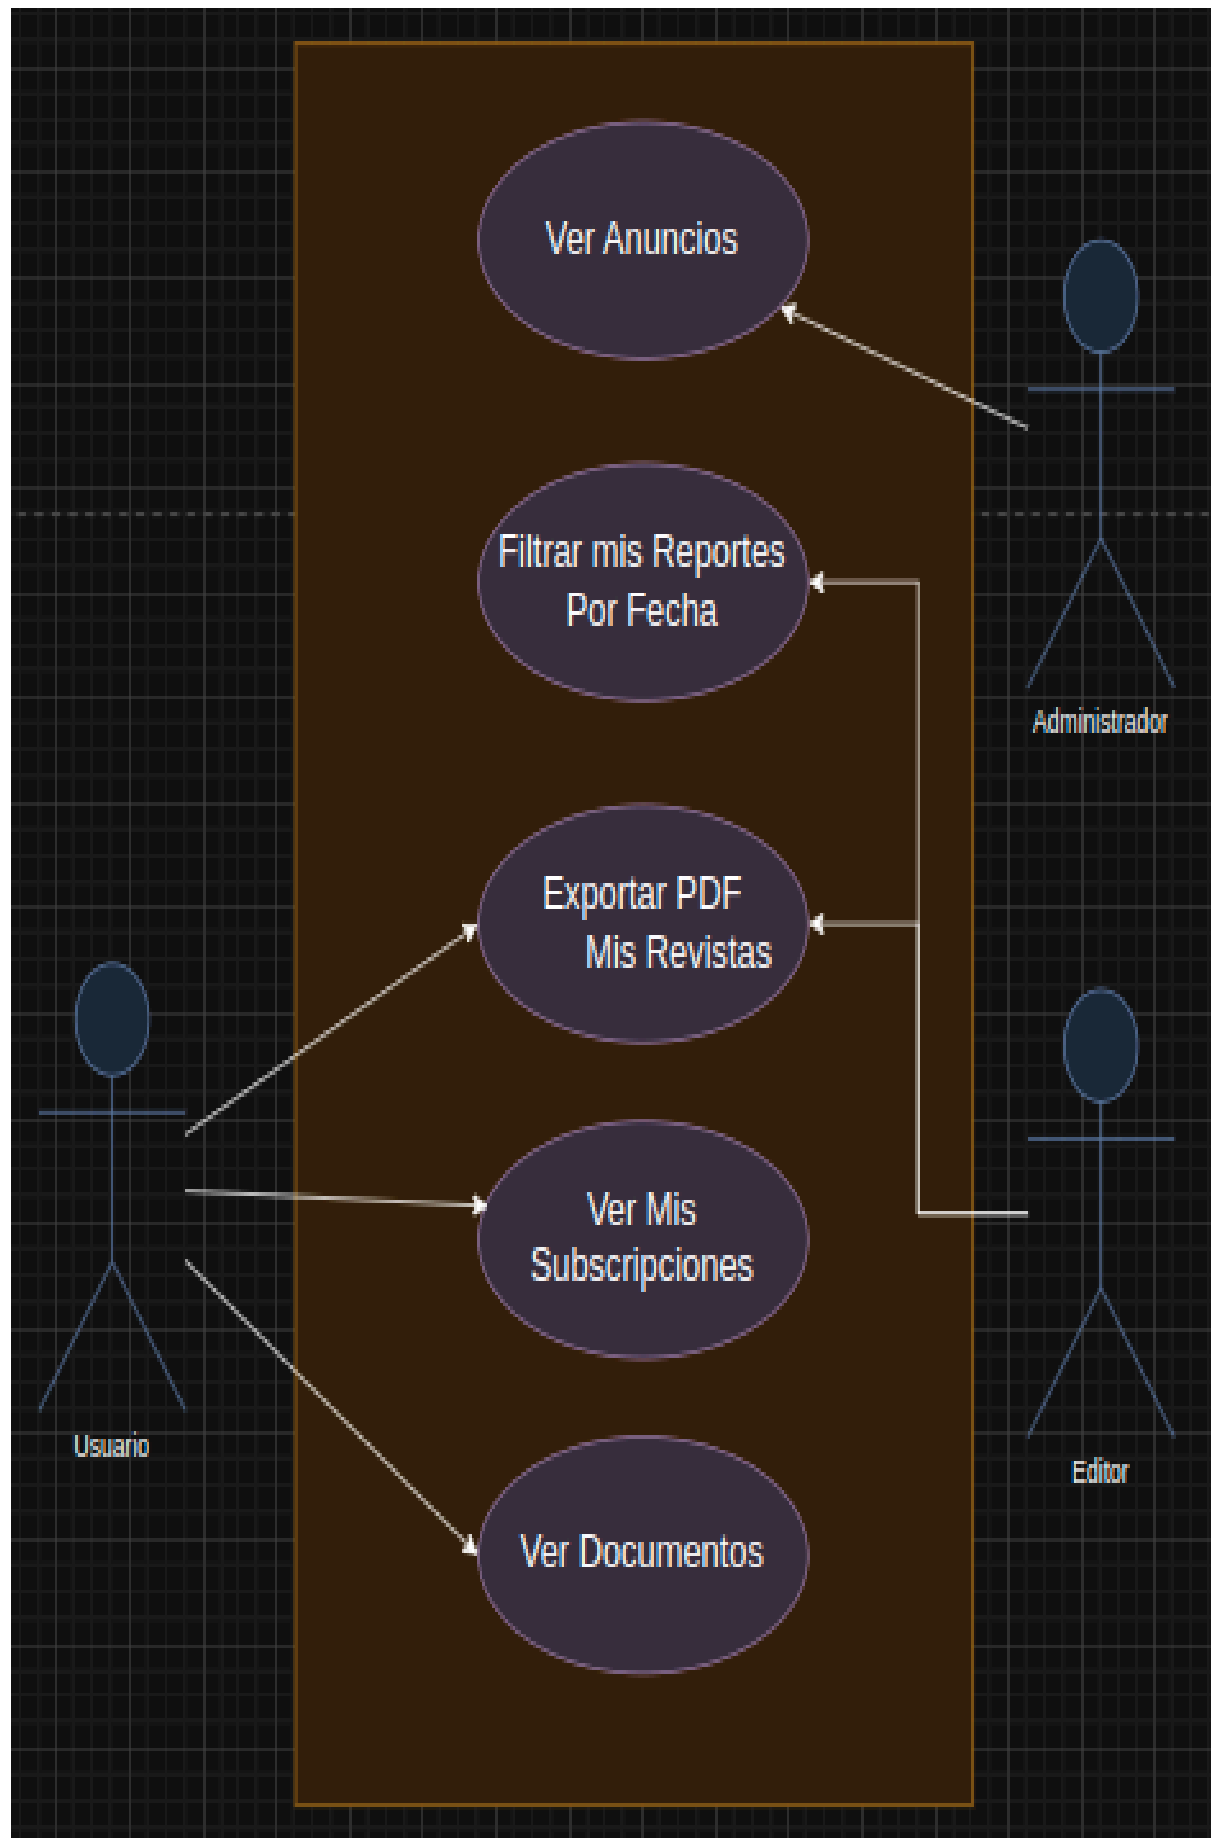 Ver Anuncios
Filtrar mis Reportes
Por Fecha
Administrador
Exportar PDF
Mis Revistas
Ver Mis
Subscripciones
Usuario
Editor
Ver Documentos